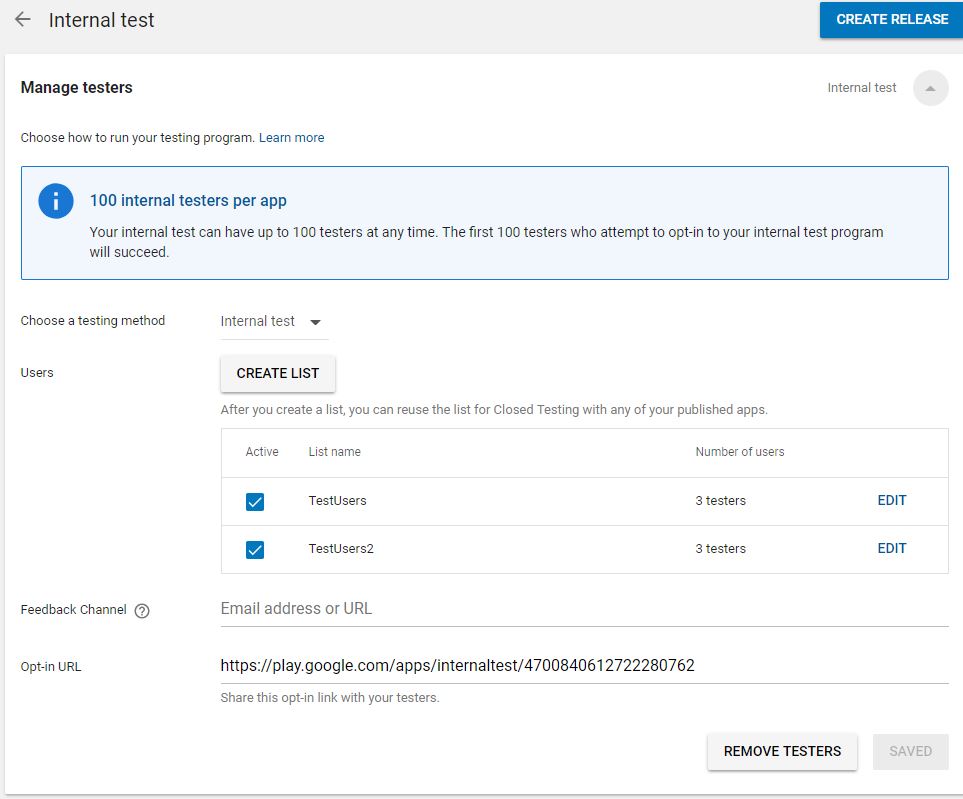 Internal test
CREATE RELEASE
Manage testers
Internal test
Choose how to run your testing program. Learn more
100 internal testers per app
Your internal test can have up to 100 testers at any time. The first 100 testers who attempt to opt-in to your internal test program
will succeed.
Choose a testing method
Internal test
Users
CREATE LIST
After you create a list, you can reuse the list for Closed Testing with any of your published apps.
Active List name Number of users
TestUsers 3 testers EDIT
TestUsers2 3 testers EDIT
Feedback Channel
Email address or URL
Opt-in URL
https://play.google.com/apps/internaltest/4700840612722280762
Share this opt-in link with your testers.
REMOVE TESTERS
SAVED